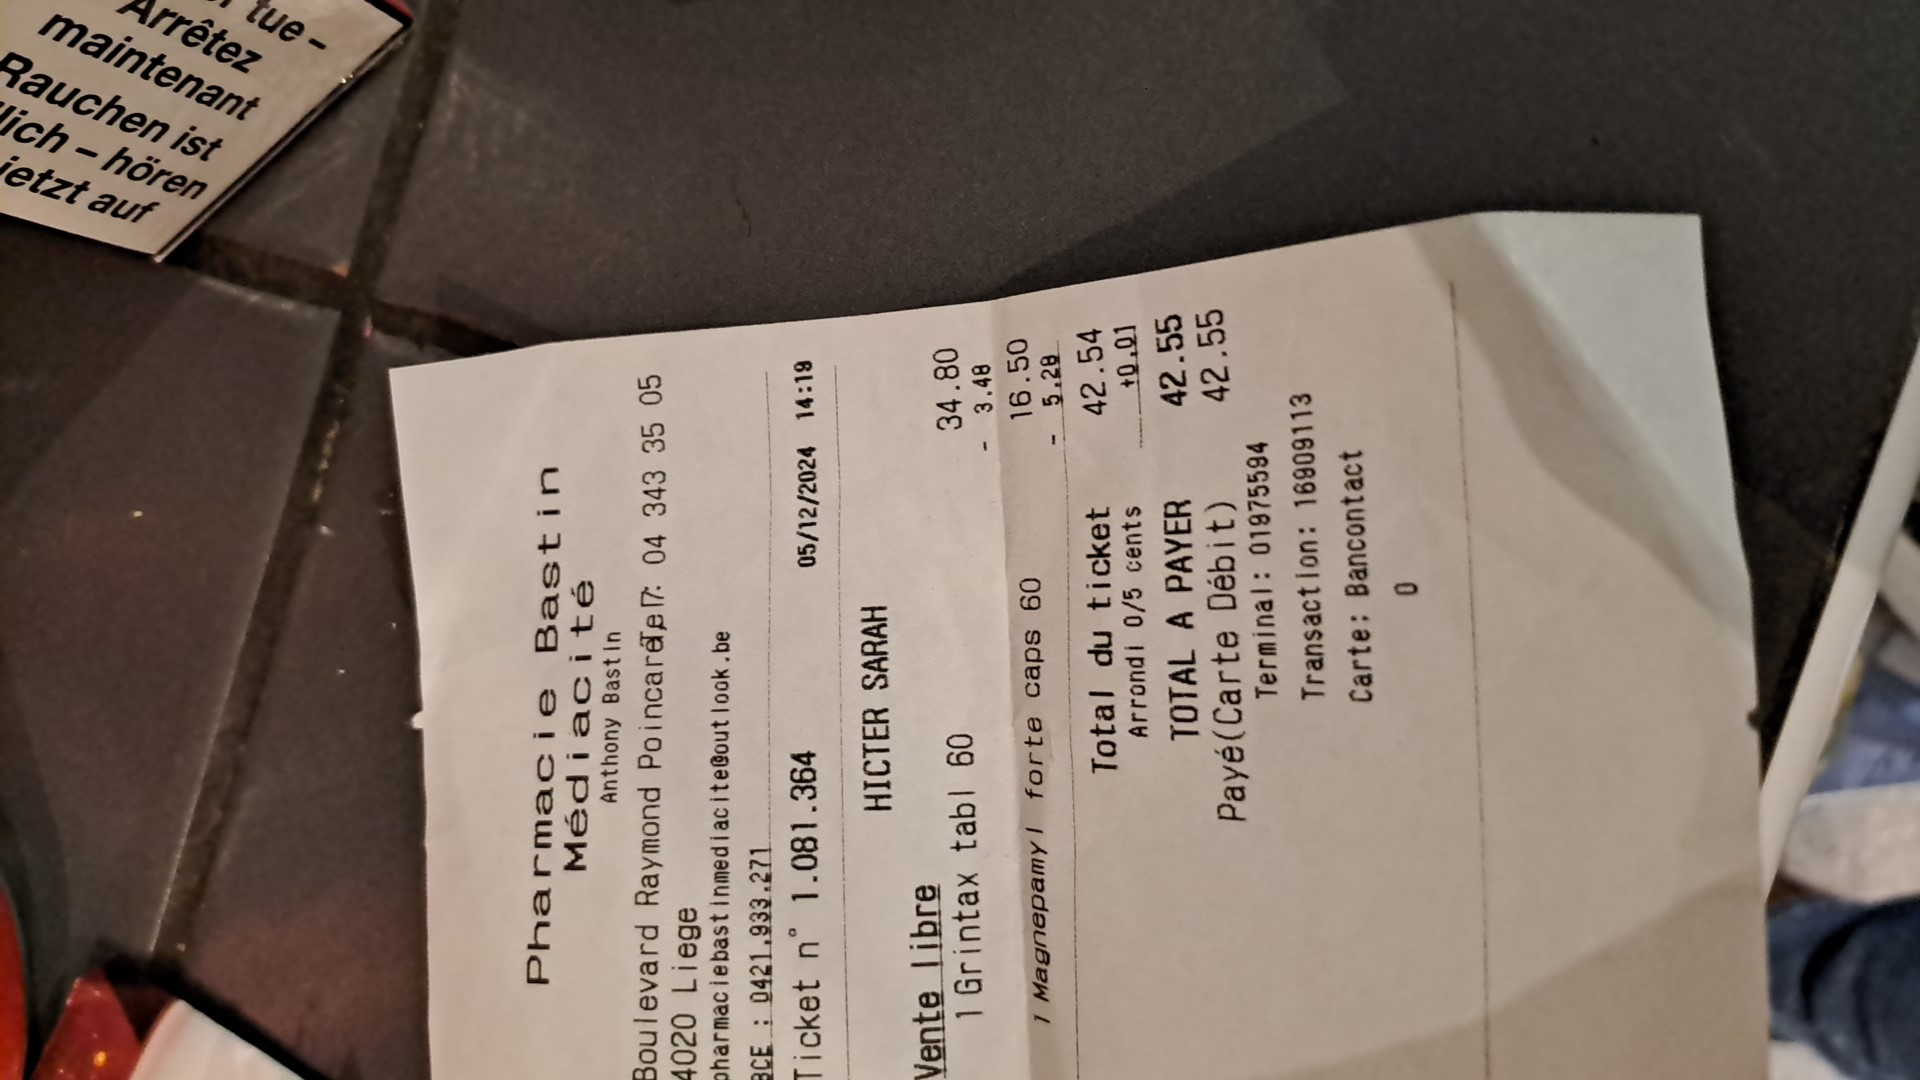 tue -
Arrêtez
maintenant
Rauchen ist
lich - hören
jetzt auf
Pharmacie Bastin
Médiacité
Anthony Bastin
Boulevard Raymond Poincaré, 7 Tel: 04 343 35 05
4020 Liege
pharmaciebastinmediacite@outlook.be
BCE : 0421.933.271
Ticket n° 1.081.364 05/12/2024 14:19
HICTER SARAH
Vente libre
1 Grintax tabl 60 34.80
- 3.48
1 Magnepamyl forte caps 60 16.50
- 5.28
Total du ticket 42.54
Arrondi 0/5 cents +0.01
TOTAL A PAYER 42.55
Payé(Carte Débit) 42.55
Terminal: 01975594
Transaction: 16909113
Carte: Bancontact
0